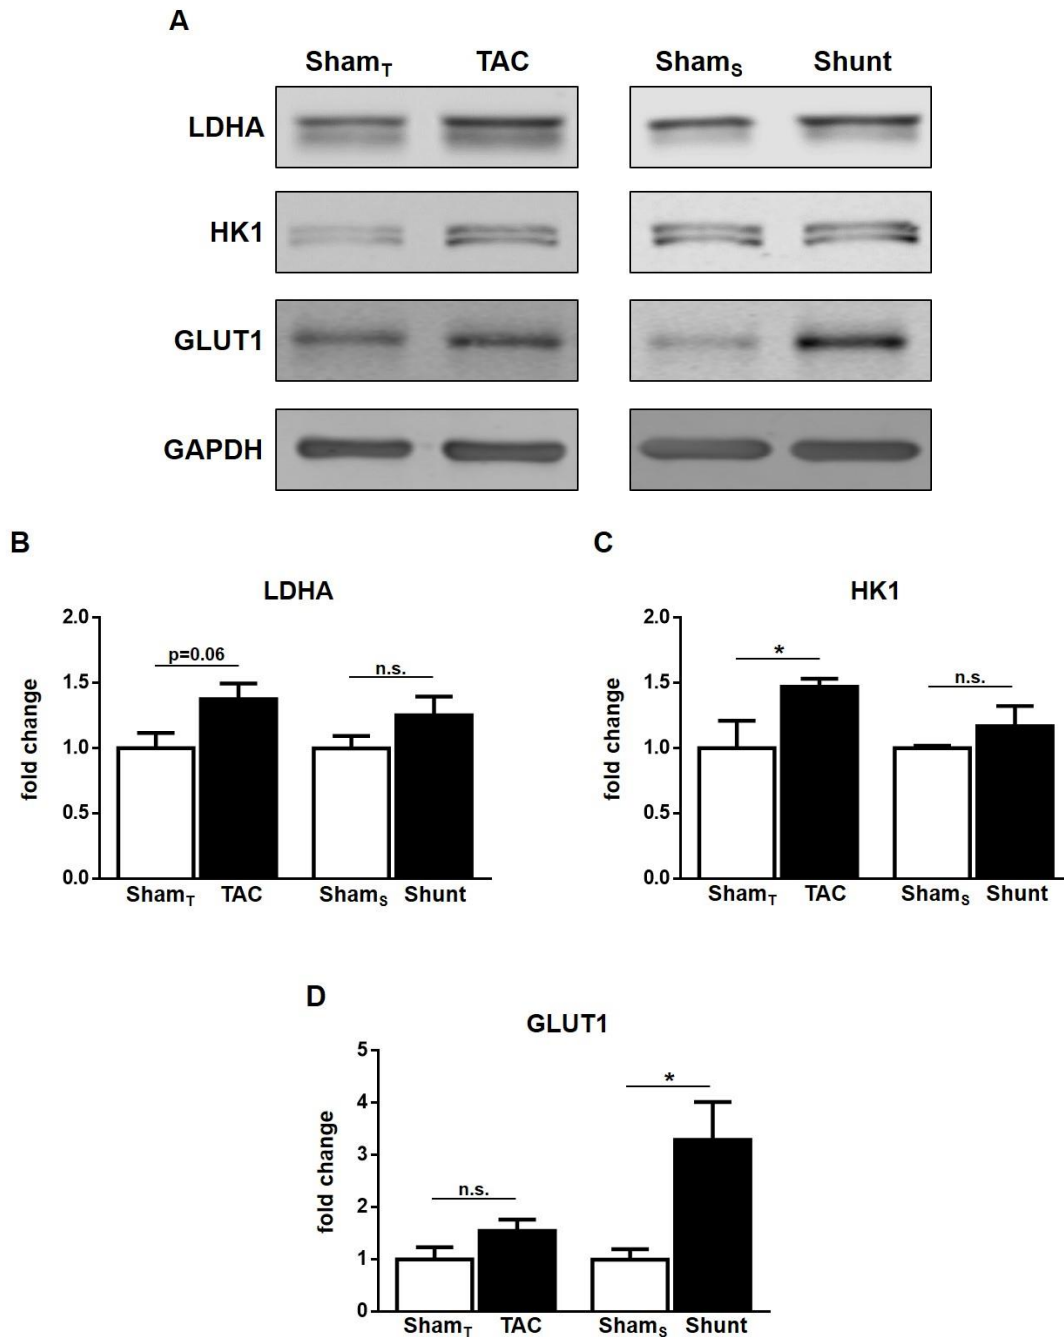 A
Sham_T TAC Sham_S Shunt
LDHA
HK1
GLUT1
GAPDH
B
LDHA
fold change
2.0
1.5
1.0
0.5
0.0
p=0.06
n.s.
Sham_T TAC Sham_S Shunt
C
HK1
fold change
2.0
1.5
1.0
0.5
0.0
*
n.s.
Sham_T TAC Sham_S Shunt
D
GLUT1
fold change
5
4
3
2
1
0
n.s.
*
Sham_T TAC Sham_S Shunt